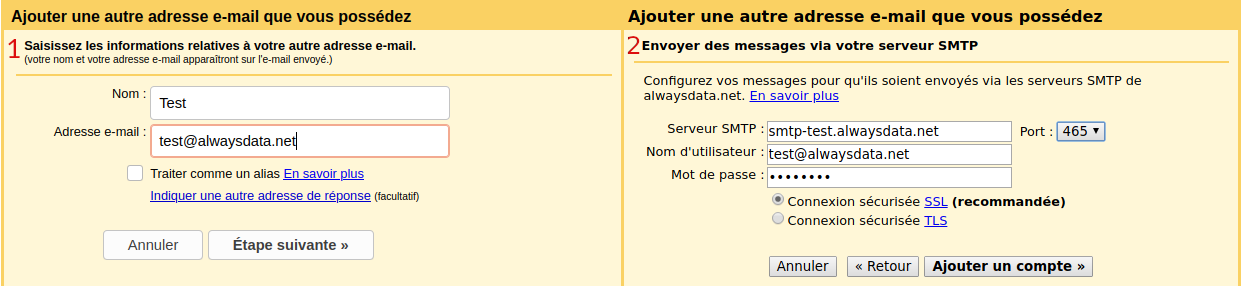 Ajouter une autre adresse e-mail que vous possédez
1 Saisissez les informations relatives à votre autre adresse e-mail.
(votre nom et votre adresse e-mail apparaîtront sur l'e-mail envoyé.)
Nom : Test
Adresse e-mail : test@alwaysdata.net
Traiter comme un alias En savoir plus
Indiquer une autre adresse de réponse (facultatif)
Annuler Étape suivante »
Ajouter une autre adresse e-mail que vous possédez
2 Envoyer des messages via votre serveur SMTP
Configurez vos messages pour qu'ils soient envoyés via les serveurs SMTP de
alwaysdata.net. En savoir plus
Serveur SMTP : smtp-test.alwaysdata.net Port : 465
Nom d'utilisateur : test@alwaysdata.net
Mot de passe : ••••••••
Connexion sécurisée SSL (recommandée)
Connexion sécurisée TLS
Annuler « Retour Ajouter un compte »